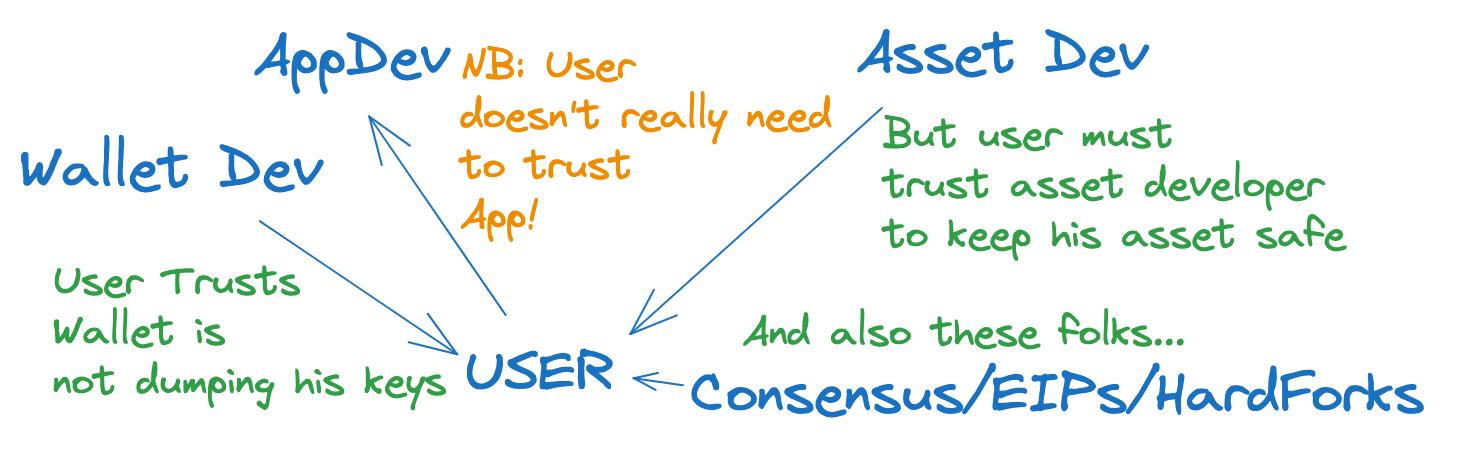 AppDev
NB: User
doesn't really need
to trust
App!
Asset Dev
But user must
trust asset developer
to keep his asset safe
Wallet Dev
User Trusts
Wallet is
not dumping his keys
USER
And also these folks...
Consensus/EIPs/HardForks